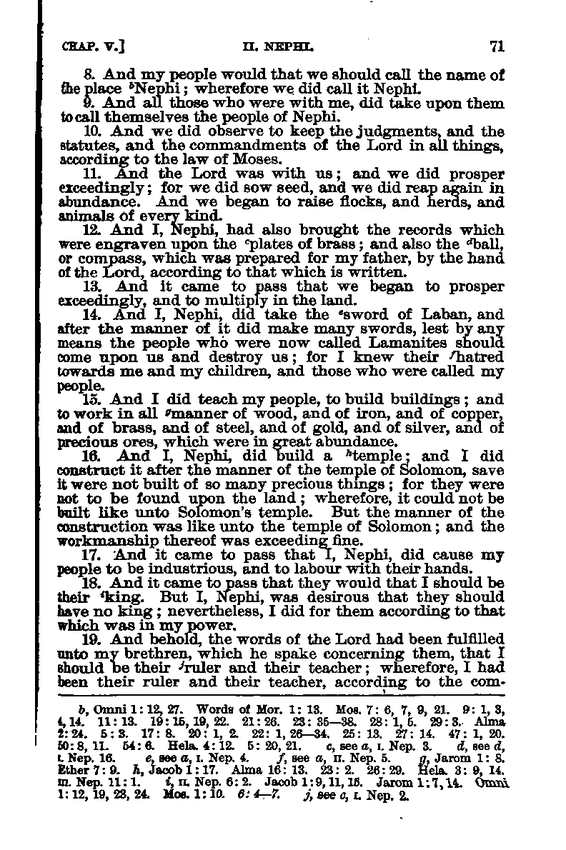 CHAP. V.] II. NEPHI. 71
8. And my people would that we should call the name of
the place ᵇNephi; wherefore we did call it Nephi.
9. And all those who were with me, did take upon them
to call themselves the people of Nephi.
10. And we did observe to keep the judgments, and the
statutes, and the commandments of the Lord in all things,
according to the law of Moses.
11. And the Lord was with us; and we did prosper
exceedingly; for we did sow seed, and we did reap again in
abundance. And we began to raise flocks, and herds, and
animals of every kind.
12. And I, Nephi, had also brought the records which
were engraven upon the ᶜplates of brass; and also the ᵈball,
or compass, which was prepared for my father, by the hand
of the Lord, according to that which is written.
13. And it came to pass that we began to prosper
exceedingly, and to multiply in the land.
14. And I, Nephi, did take the ᵉsword of Laban, and
after the manner of it did make many swords, lest by any
means the people who were now called Lamanites should
come upon us and destroy us; for I knew their ᶠhatred
towards me and my children, and those who were called my
people.
15. And I did teach my people, to build buildings; and
to work in all ᵍmanner of wood, and of iron, and of copper,
and of brass, and of steel, and of gold, and of silver, and of
precious ores, which were in great abundance.
16. And I, Nephi, did build a ʰtemple; and I did
construct it after the manner of the temple of Solomon, save
it were not built of so many precious things; for they were
not to be found upon the land; wherefore, it could not be
built like unto Solomon's temple. But the manner of the
construction was like unto the temple of Solomon; and the
workmanship thereof was exceeding fine.
17. And it came to pass that I, Nephi, did cause my
people to be industrious, and to labour with their hands.
18. And it came to pass that they would that I should be
their ⁱking. But I, Nephi, was desirous that they should
have no king; nevertheless, I did for them according to that
which was in my power.
19. And behold, the words of the Lord had been fulfilled
unto my brethren, which he spake concerning them, that I
should be their ʲruler and their teacher; wherefore, I had
been their ruler and their teacher, according to the com-
b, Omni 1:12, 27. Words of Mor. 1:13. Mos. 7:6, 7, 9, 21. 9:1, 3,
4, 14. 11:13. 19:15, 19, 22. 21:26. 23:35—38. 28:1, 5. 29:3. Alma
2:24. 5:3. 17:8. 20:1, 2. 22:1, 26—34. 25:13. 27:14. 47:1, 20.
50:8, 11. 54:6. Hela. 4:12. 5:20, 21. c, see a, I. Nep. 3. d, see d,
I. Nep. 16. e, see a, I. Nep. 4. f, see a, II. Nep. 5. g, Jarom 1:8.
Ether 7:9. h, Jacob 1:17. Alma 16:13. 23:2. 26:29. Hela. 3:9, 14.
III. Nep. 11:1. i, II. Nep. 6:2. Jacob 1:9, 11, 15. Jarom 1:7, 14. Omni
1:12, 19, 23, 24. Mos. 1:10. 6:4—7. j, see c, I. Nep. 2.